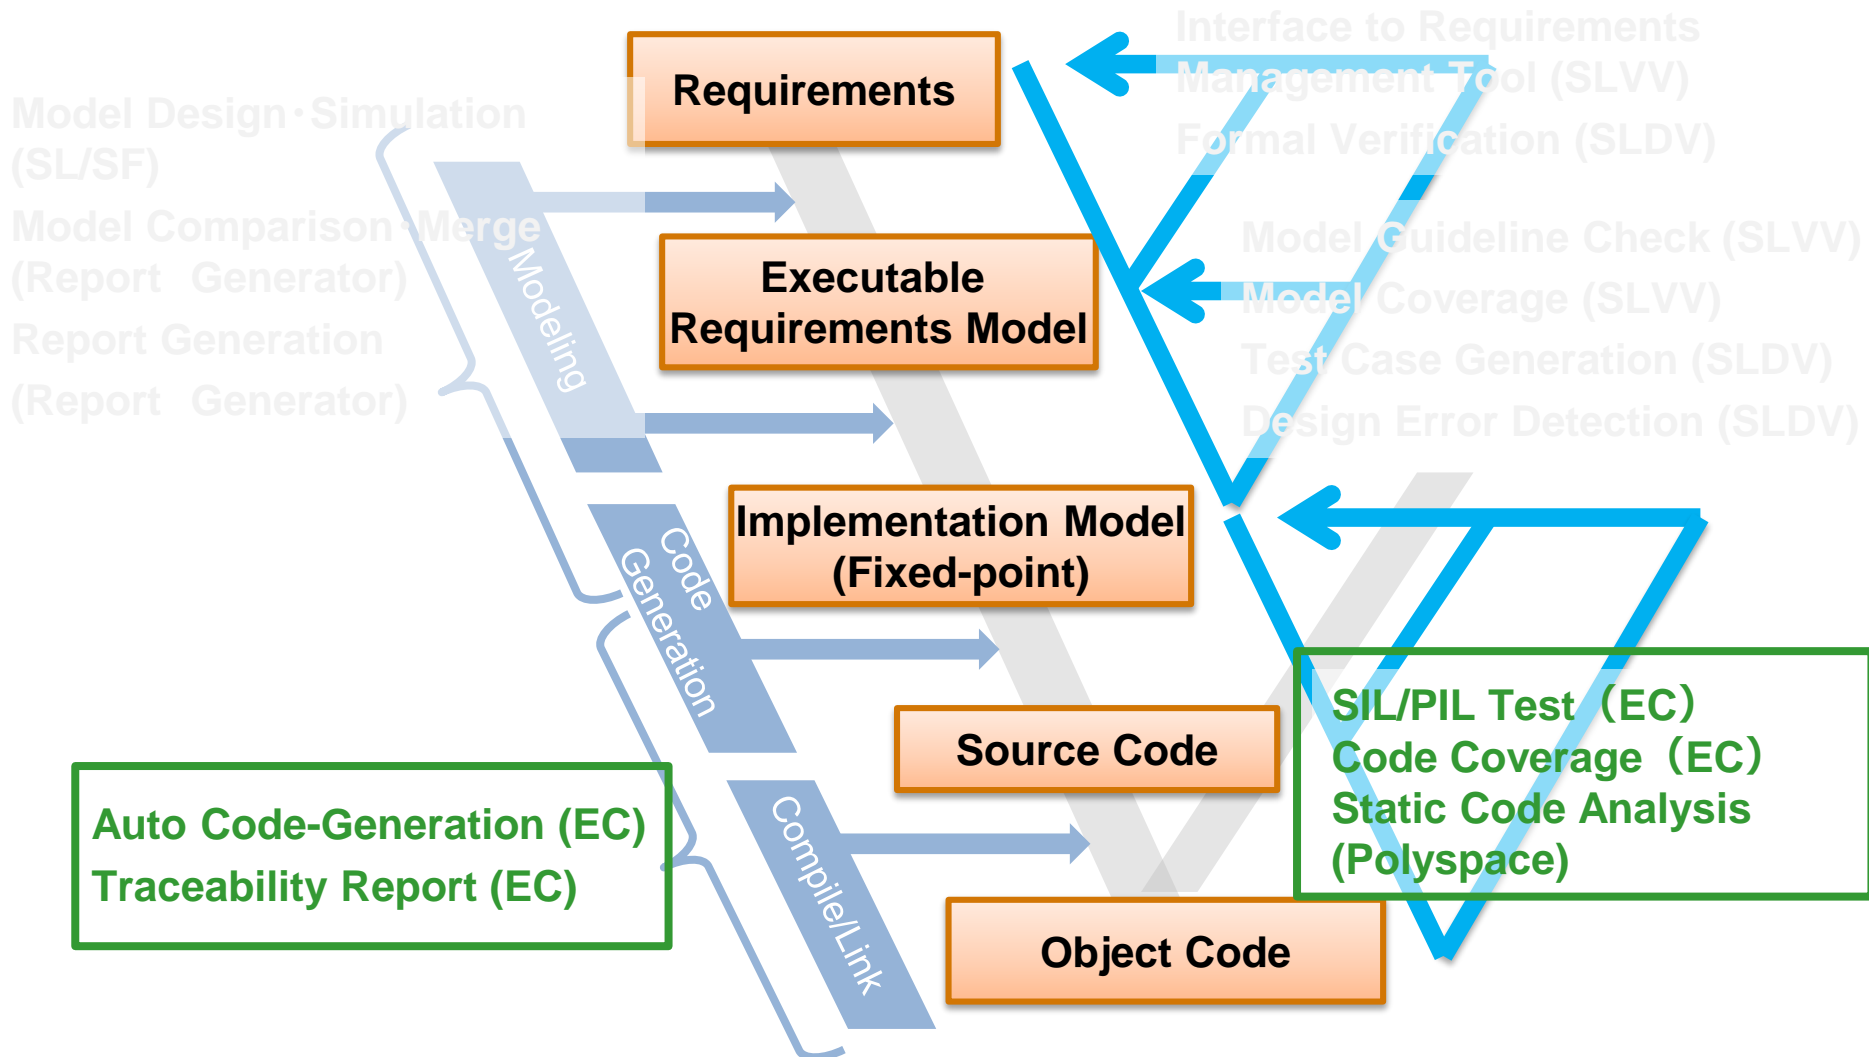 Interface to Requirements
Management Tool (SLVV)
Formal Verification (SLDV)
Requirements
Model Design・Simulation
(SL/SF)
Model Comparison・Merge
(Report Generator)
Report Generation
(Report Generator)
Modeling
Executable
Requirements Model
Model Guideline Check (SLVV)
Model Coverage (SLVV)
Test Case Generation (SLDV)
Design Error Detection (SLDV)
Implementation Model
(Fixed-point)
Code
Generation
Source Code
SIL/PIL Test（EC）
Code Coverage（EC）
Static Code Analysis
(Polyspace)
Auto Code-Generation (EC)
Traceability Report (EC)
Compile/Link
Object Code